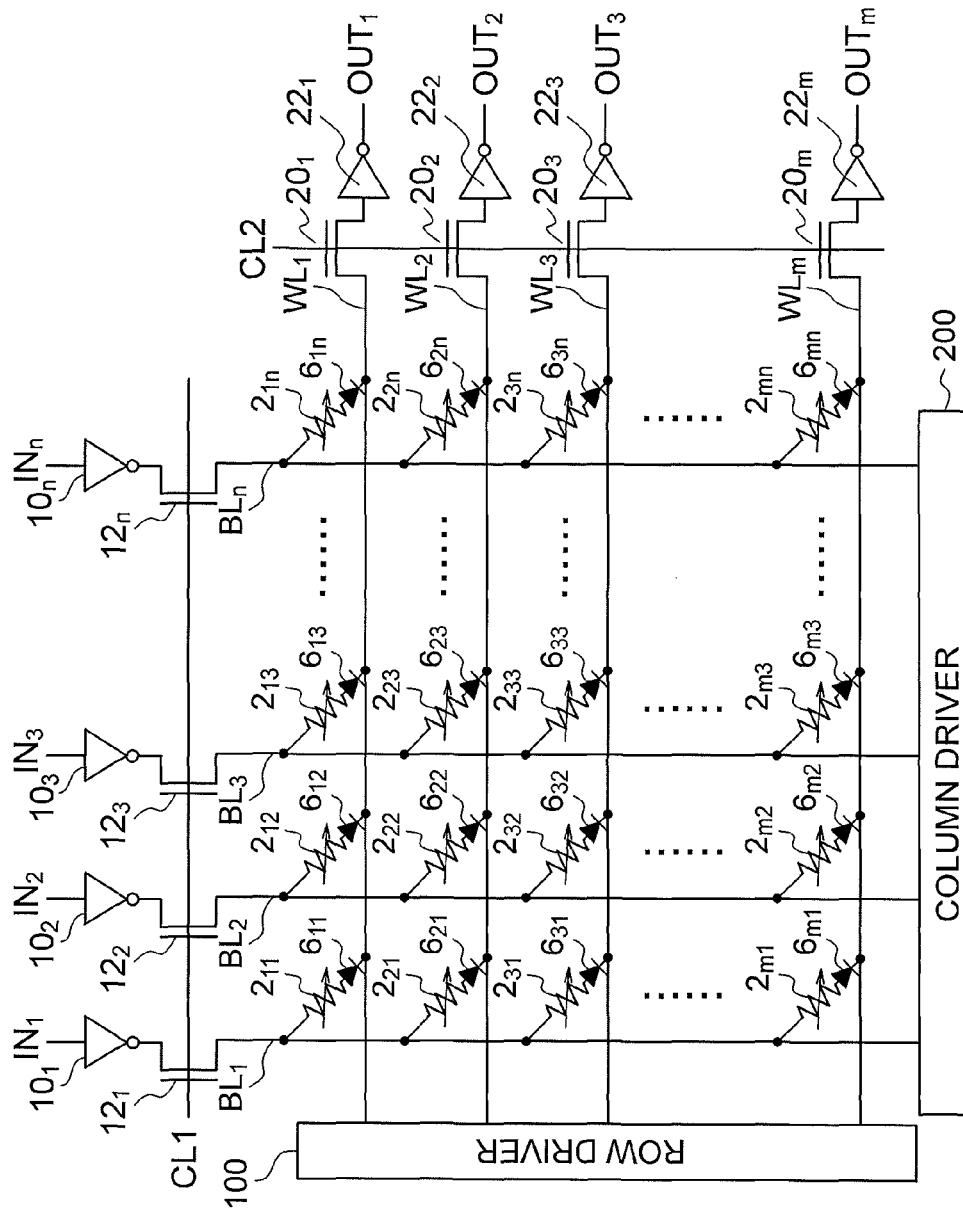 IN₁ IN₂ IN₃ INₙ
10₁ 10₂ 10₃ 10ₙ
12₁ 12₂ 12₃ 12ₙ
CL1 CL2
BL₁ BL₂ BL₃ BLₙ
2₁₁ 6₁₁ 2₁₂ 6₁₂ 2₁₃ 6₁₃ 2₁ₙ 6₁ₙ WL₁ 20₁ 22₁ OUT₁
2₂₁ 6₂₁ 2₂₂ 6₂₂ 2₂₃ 6₂₃ 2₂ₙ 6₂ₙ WL₂ 20₂ 22₂ OUT₂
2₃₁ 6₃₁ 2₃₂ 6₃₂ 2₃₃ 6₃₃ 2₃ₙ 6₃ₙ WL₃ 20₃ 22₃ OUT₃
2ₘ₁ 6ₘ₁ 2ₘ₂ 6ₘ₂ 2ₘ₃ 6ₘ₃ 2ₘₙ 6ₘₙ WLₘ 20ₘ 22ₘ OUTₘ
100
ROW DRIVER
COLUMN DRIVER
200